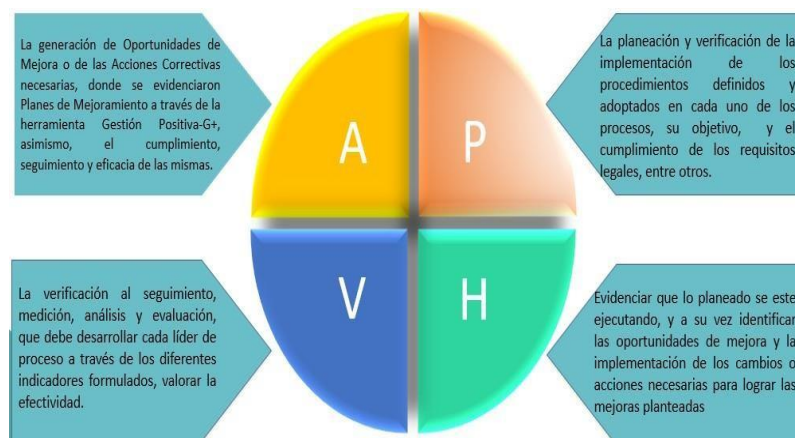 La generación de Oportunidades de
Mejora o de las Acciones Correctivas
necesarias, donde se evidenciaron
Planes de Mejoramiento a través de la
herramienta Gestión Positiva-G+,
asimismo, el cumplimiento,
seguimiento y eficacia de las mismas.
A
P
La planeación y verificación de la
implementación de los
procedimientos definidos y
adoptados en cada uno de los
procesos, su objetivo, y el
cumplimiento de los requisitos
legales, entre otros.
La verificación al seguimiento,
medición, análisis y evaluación,
que debe desarrollar cada líder de
proceso a través de los diferentes
indicadores formulados, valorar la
efectividad.
V
H
Evidenciar que lo planeado se este
ejecutando, y a su vez identificar
las oportunidades de mejora y la
implementación de los cambios o
acciones necesarias para lograr las
mejoras planteadas